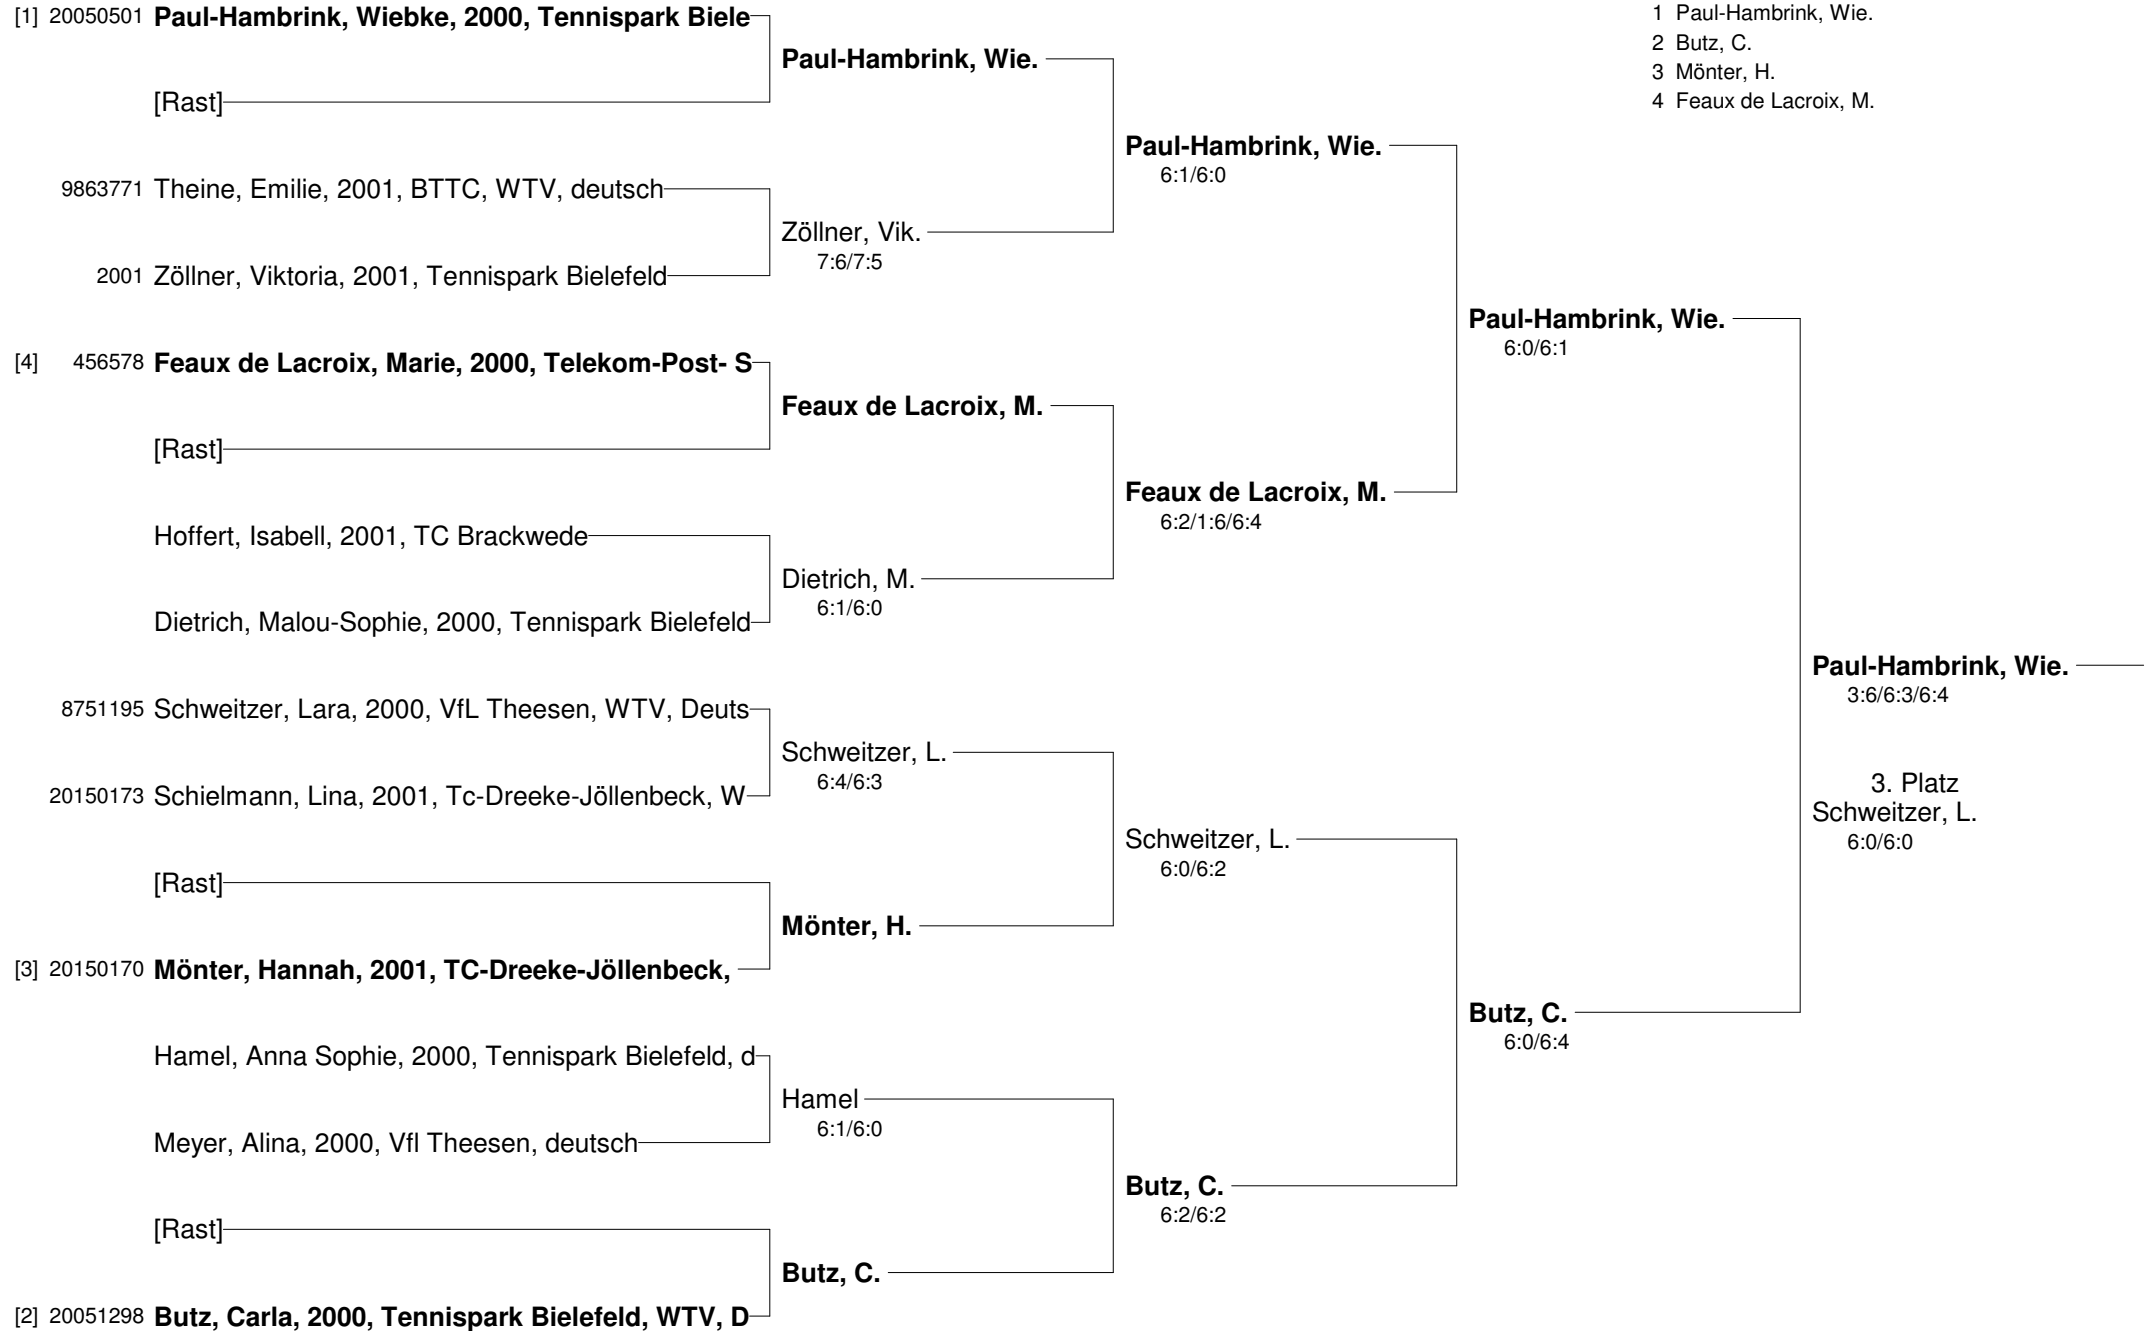 [1] 20050501 Paul-Hambrink, Wiebke, 2000, Tennispark Biele
1 Paul-Hambrink, Wie.
2 Butz, C.
3 Mönter, H.
4 Feaux de Lacroix, M.
Paul-Hambrink, Wie.
[Rast]
Paul-Hambrink, Wie.
6:1/6:0
9863771 Theine, Emilie, 2001, BTTC, WTV, deutsch
Zöllner, Vik.
7:6/7:5
2001 Zöllner, Viktoria, 2001, Tennispark Bielefeld
Paul-Hambrink, Wie.
6:0/6:1
[4] 456578 Feaux de Lacroix, Marie, 2000, Telekom-Post- S
Feaux de Lacroix, M.
[Rast]
Feaux de Lacroix, M.
6:2/1:6/6:4
Hoffert, Isabell, 2001, TC Brackwede
Dietrich, M.
6:1/6:0
Dietrich, Malou-Sophie, 2000, Tennispark Bielefeld
Paul-Hambrink, Wie.
3:6/6:3/6:4
8751195 Schweitzer, Lara, 2000, VfL Theesen, WTV, Deuts
Schweitzer, L.
6:4/6:3
3. Platz
Schweitzer, L.
6:0/6:0
20150173 Schielmann, Lina, 2001, Tc-Dreeke-Jöllenbeck, W
Schweitzer, L.
6:0/6:2
[Rast]
Mönter, H.
[3] 20150170 Mönter, Hannah, 2001, TC-Dreeke-Jöllenbeck,
Butz, C.
6:0/6:4
Hamel, Anna Sophie, 2000, Tennispark Bielefeld, d
Hamel
6:1/6:0
Meyer, Alina, 2000, Vfl Theesen, deutsch
Butz, C.
6:2/6:2
[Rast]
Butz, C.
[2] 20051298 Butz, Carla, 2000, Tennispark Bielefeld, WTV, D